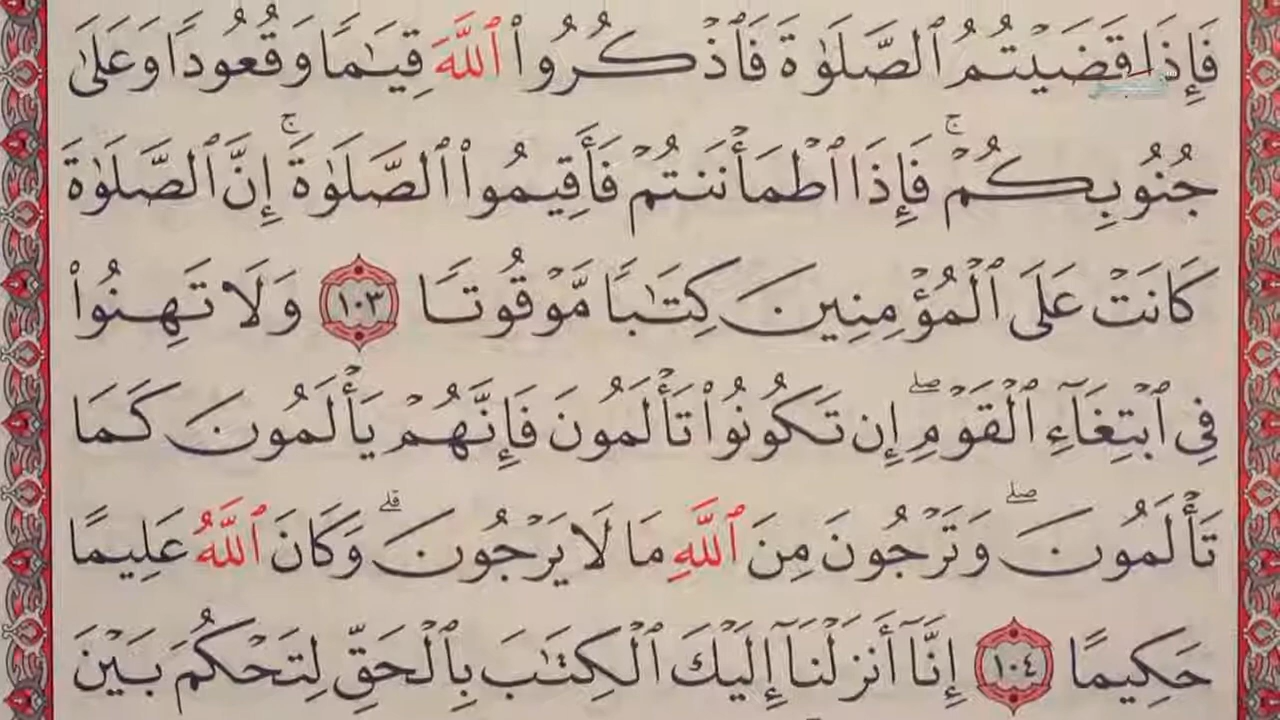 فَإِذَا قَضَيْتُمُ ٱلصَّلَوٰةَ فَٱذْكُرُوا۟ ٱللَّهَ قِيَـٰمًا وَقُعُودًا وَعَلَىٰ
جُنُوبِكُمْ ۚ فَإِذَا ٱطْمَأْنَنتُمْ فَأَقِيمُوا۟ ٱلصَّلَوٰةَ ۚ إِنَّ ٱلصَّلَوٰةَ
كَانَتْ عَلَى ٱلْمُؤْمِنِينَ كِتَـٰبًا مَّوْقُوتًا ١٠٣ وَلَا تَهِنُوا۟
فِى ٱبْتِغَآءِ ٱلْقَوْمِ ۖ إِن تَكُونُوا۟ تَأْلَمُونَ فَإِنَّهُمْ يَأْلَمُونَ كَمَا
تَأْلَمُونَ ۖ وَتَرْجُونَ مِنَ ٱللَّهِ مَا لَا يَرْجُونَ ۗ وَكَانَ ٱللَّهُ عَلِيمًا
حَكِيمًا ١٠٤ إِنَّآ أَنزَلْنَآ إِلَيْكَ ٱلْكِتَـٰبَ بِٱلْحَقِّ لِتَحْكُمَ بَيْنَ